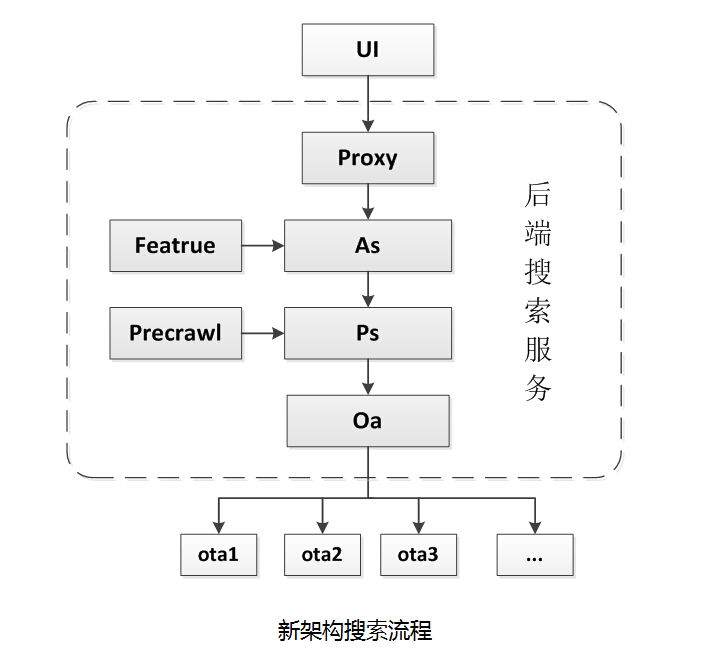 UI
Proxy
Featrue
As
Precrawl
Ps
Oa
后端搜索服务
ota1
ota2
ota3
...
新架构搜索流程